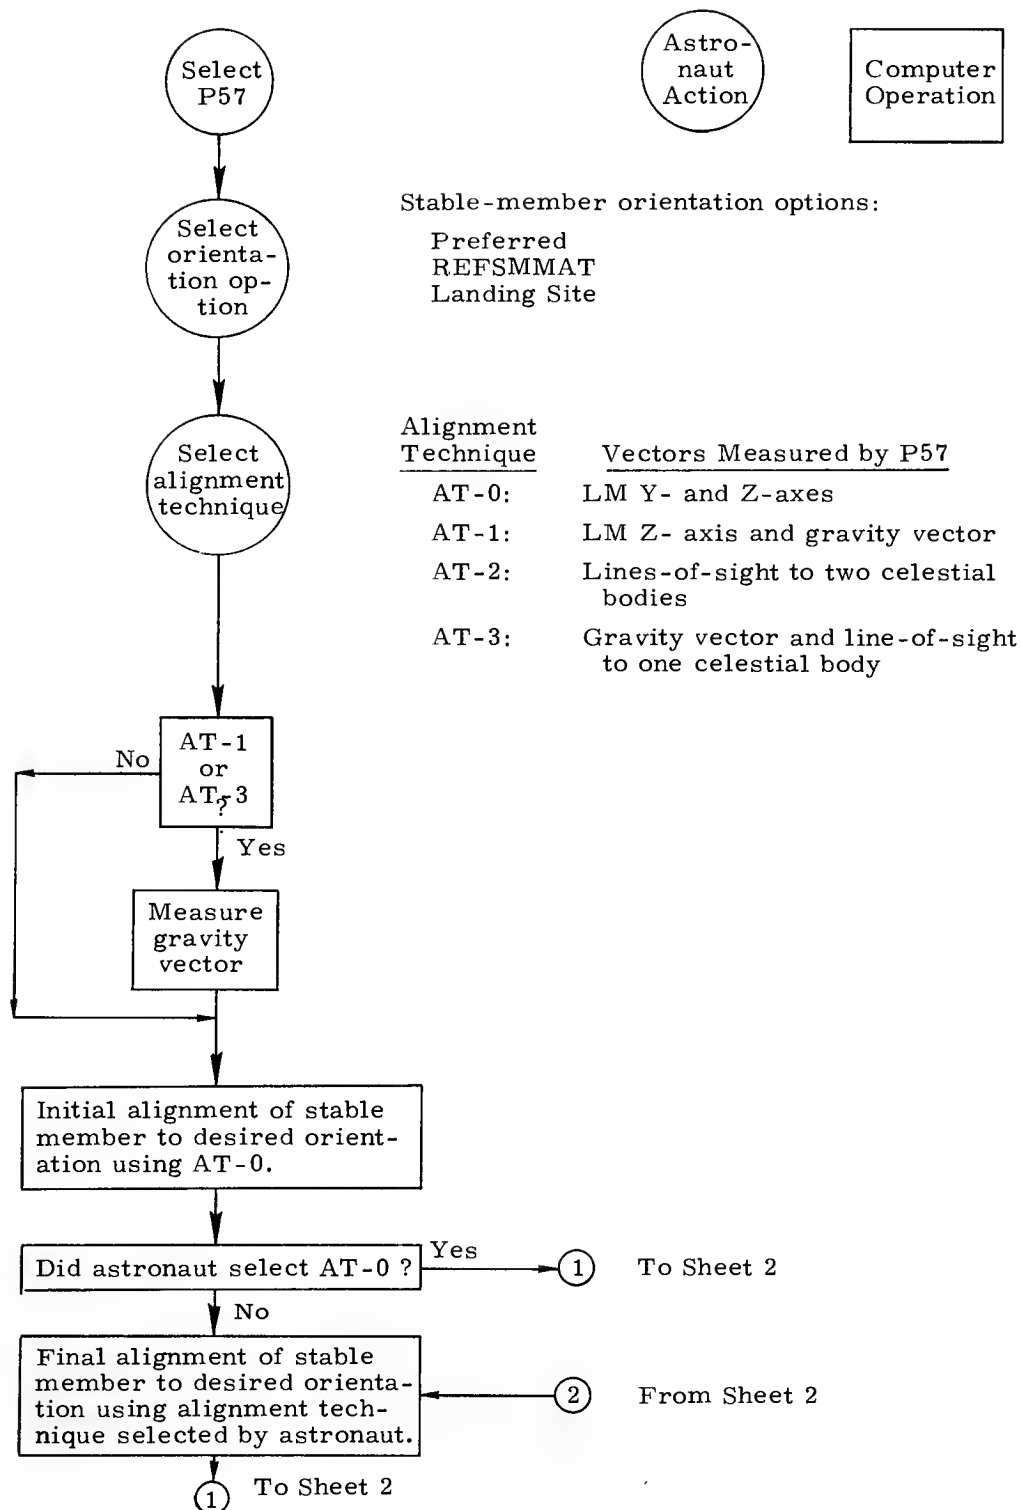 Select
P57
Astro-
naut
Action
Computer
Operation
Select
orienta-
tion op-
tion
Stable-member orientation options:
Preferred
REFSMMAT
Landing Site
Select
alignment
technique
Alignment
Technique
Vectors Measured by P57
AT-0: LM Y- and Z-axes
AT-1: LM Z- axis and gravity vector
AT-2: Lines-of-sight to two celestial
bodies
AT-3: Gravity vector and line-of-sight
to one celestial body
No
AT-1
or
AT-3
?
Yes
Measure
gravity
vector
Initial alignment of stable
member to desired orient-
ation using AT-0.
Did astronaut select AT-0 ?
Yes
1
To Sheet 2
No
Final alignment of stable
member to desired orienta-
tion using alignment tech-
nique selected by astronaut.
2
From Sheet 2
1
To Sheet 2